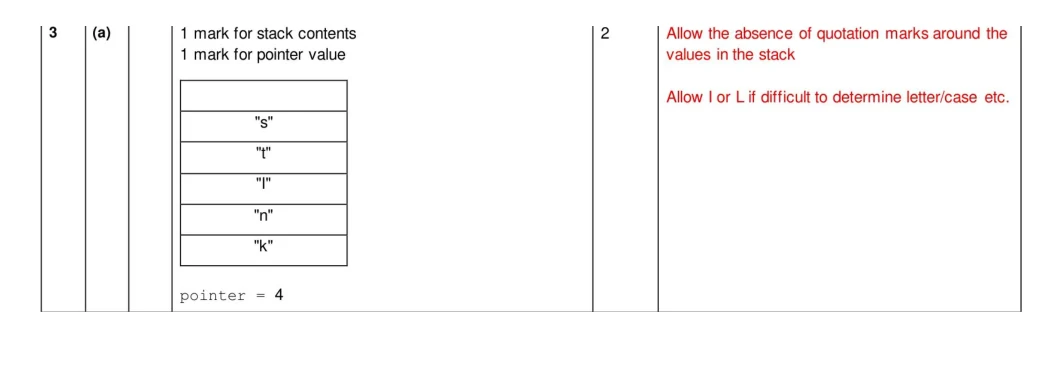 3 (a) 1 mark for stack contents 2 Allow the absence of quotation marks around the
1 mark for pointer value values in the stack
Allow l or L if difficult to determine letter/case etc.
"s"
"t"
"l"
"n"
"k"
pointer = 4